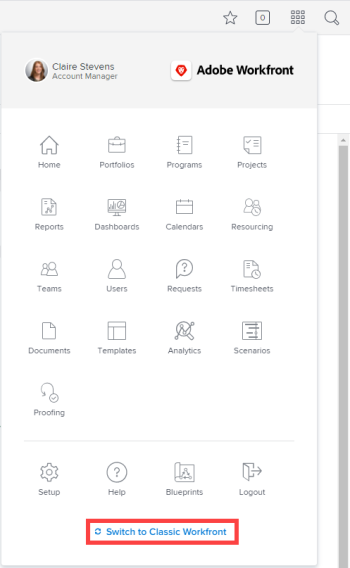 0
Claire Stevens
Account Manager
Adobe Workfront
Home Portfolios Programs Projects
Reports Dashboards Calendars Resourcing
Teams Users Requests Timesheets
Documents Templates Analytics Scenarios
Proofing
Setup Help Blueprints Logout
Switch to Classic Workfront